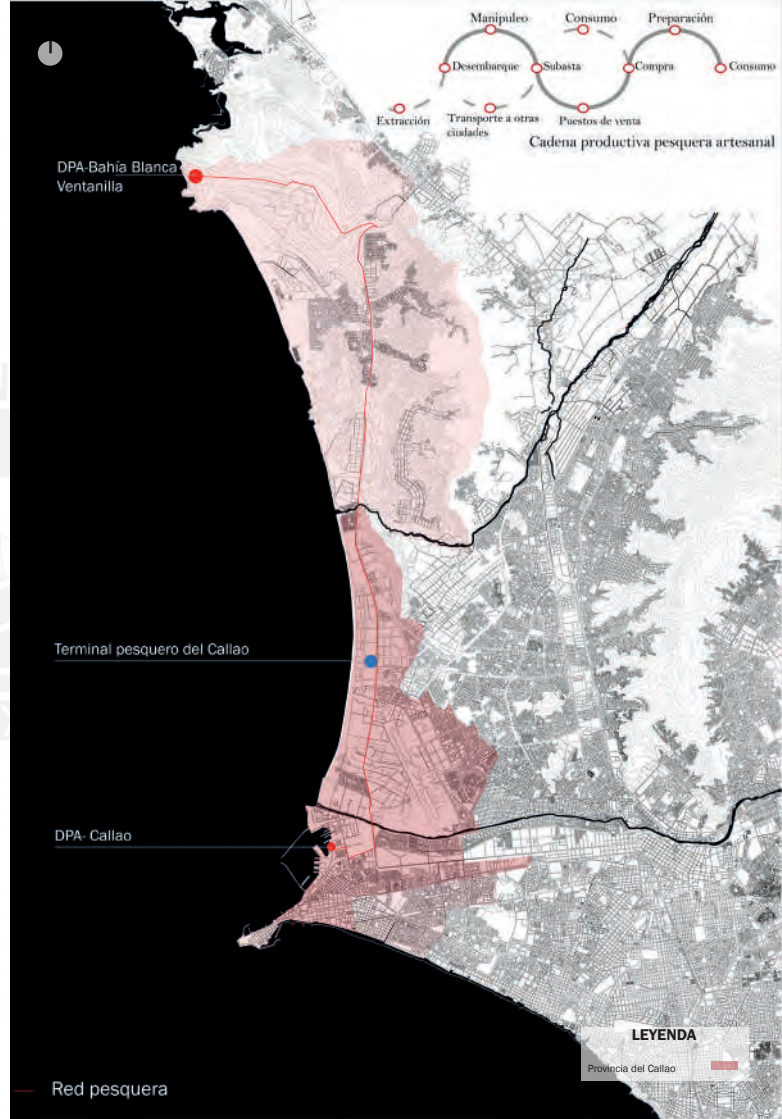 Manipuleo
Consumo
Preparación
Desembarque
Subasta
Compra
Consumo
Extracción
Transporte a otras
ciudades
Puestos de venta
Cadena productiva pesquera artesanal
DPA-Bahía Blanca
Ventanilla
Terminal pesquero del Callao
DPA- Callao
LEYENDA
Provincia del Callao
Red pesquera